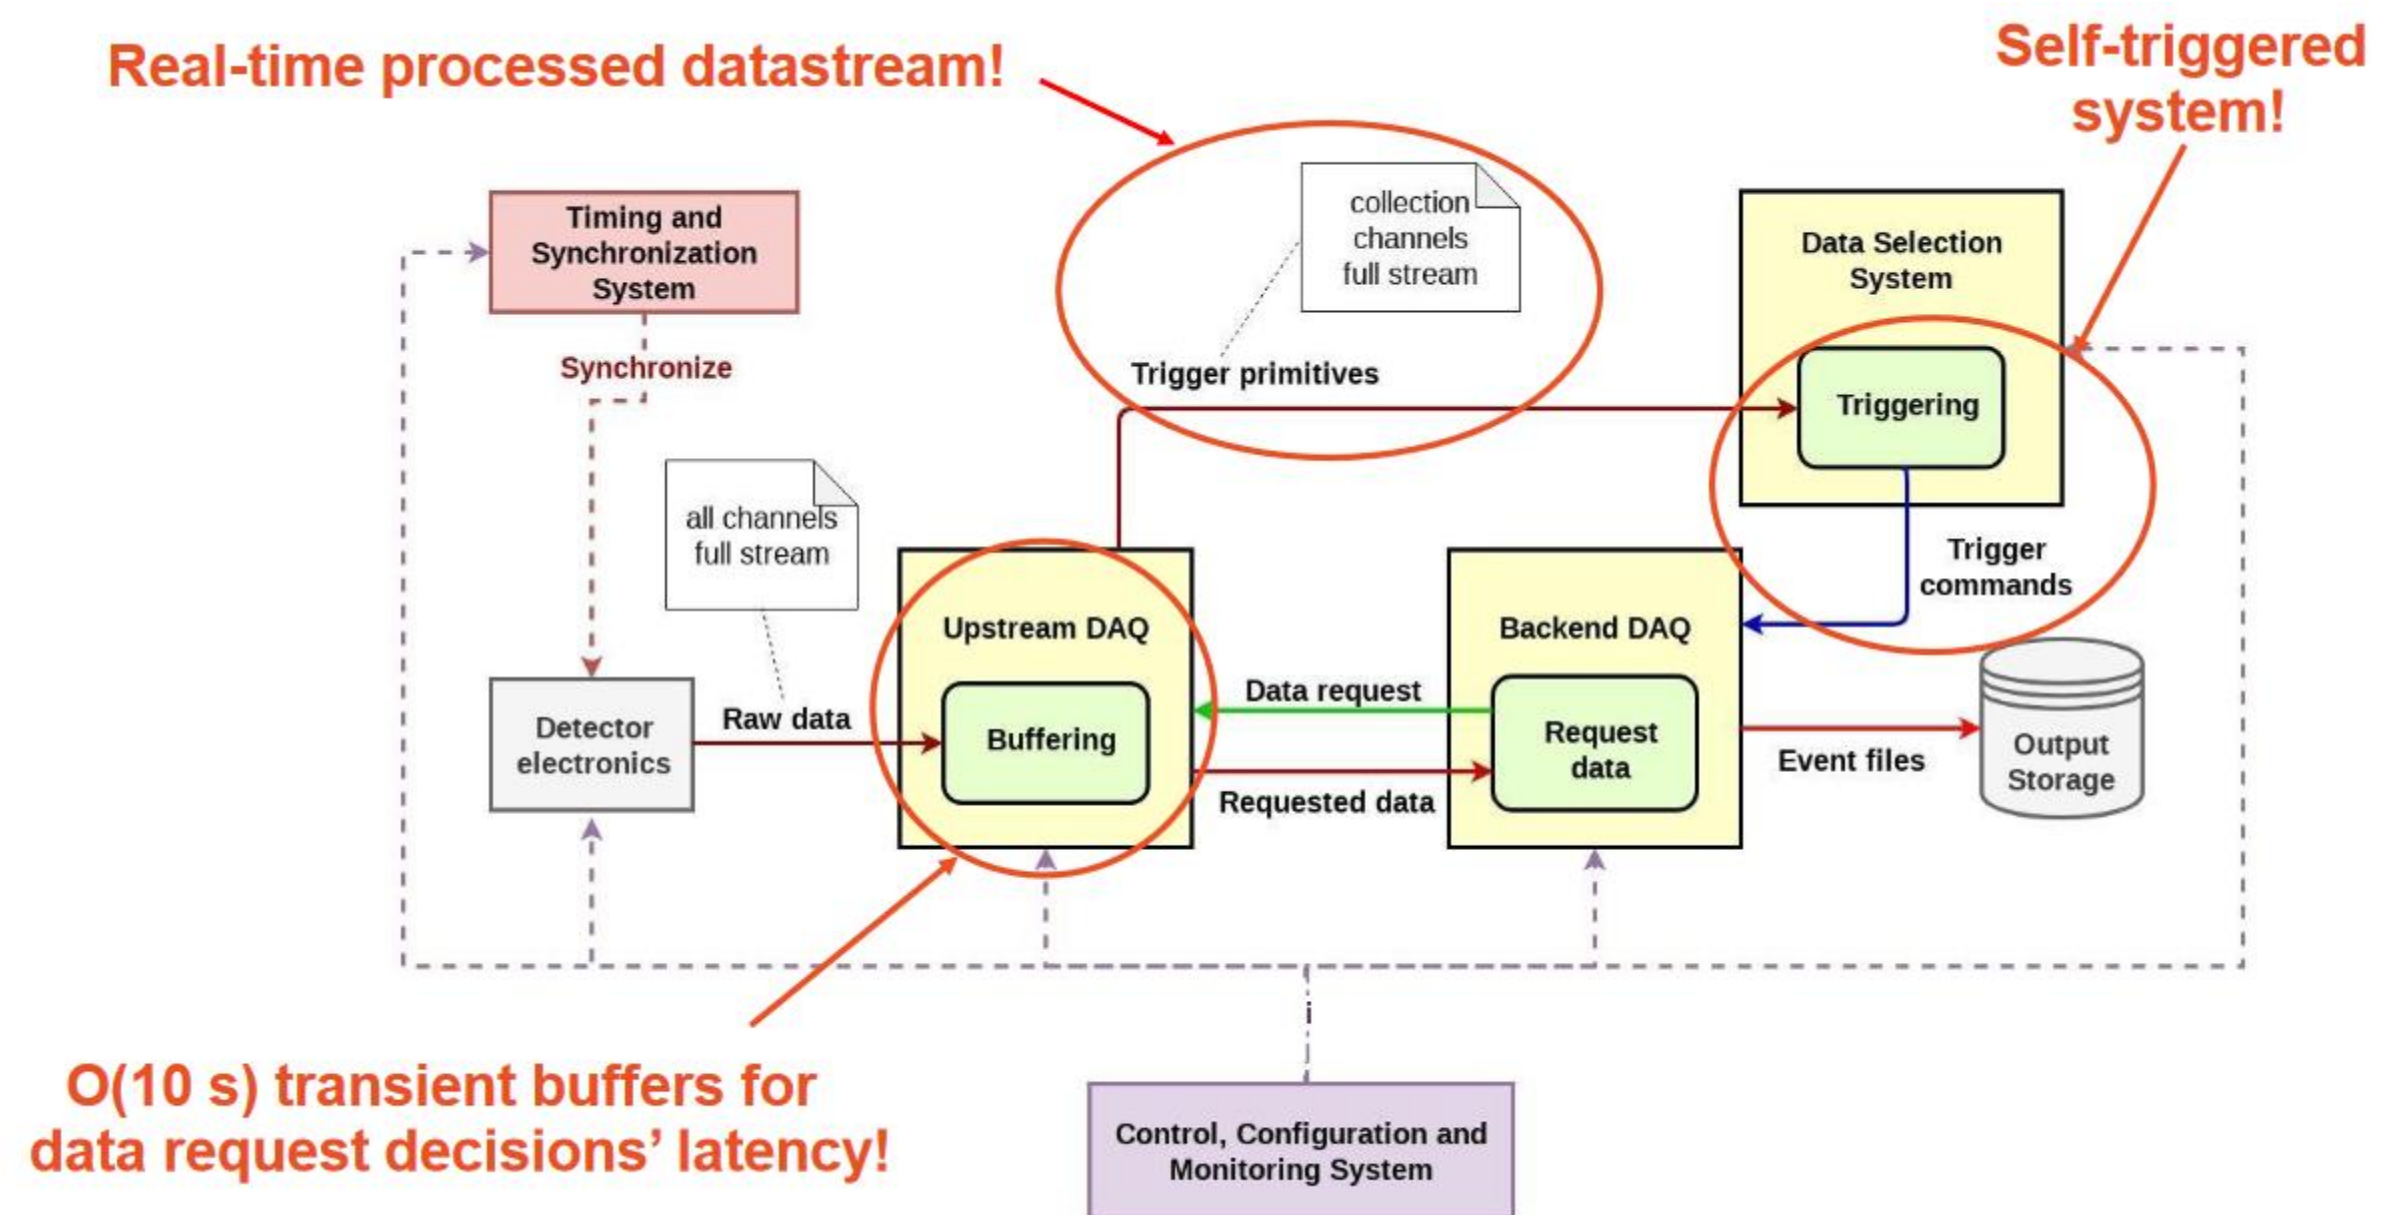 Real-time processed datastream!
Self-triggered
system!
Timing and
Synchronization
System
Synchronize
collection
channels
full stream
Trigger primitives
Data Selection
System
Triggering
Trigger
commands
all channels
full stream
Raw data
Detector
electronics
Upstream DAQ
Buffering
Data request
Requested data
Backend DAQ
Request
data
Event files
Output
Storage
O(10 s) transient buffers for
data request decisions’ latency!
Control, Configuration and
Monitoring System